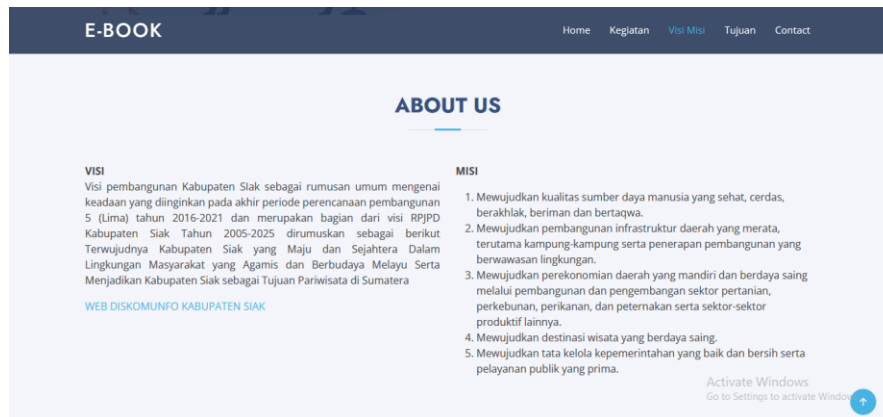 E-BOOK
Home Kegiatan Visi Misi Tujuan Contact
ABOUT US
VISI
Visi pembangunan Kabupaten SIak sebagai rumusan umum mengenai
keadaan yang diinginkan pada akhir periode perencanaan pembangunan
5 (Lima) tahun 2016-2021 dan merupakan bagian dari visi RPJPD
Kabupaten Siak Tahun 2005-2025 dirumuskan sebagai berikut
Terwujudnya Kabupaten Siak yang Maju dan Sejahtera Dalam
Lingkungan Masyarakat yang Agamis dan Berbudaya Melayu Serta
Menjadikan Kabupaten Siak sebagai Tujuan Pariwisata di Sumatera
WEB DISKOMUNFO KABUPATEN SIAK
MISI
1. Mewujudkan kualitas sumber daya manusia yang sehat, cerdas,
berakhlak, beriman dan bertaqwa.
2. Mewujudkan pembangunan infrastruktur daerah yang merata,
terutama kampung-kampung serta penerapan pembangunan yang
berwawasan lingkungan.
3. Mewujudkan perekonomian daerah yang mandiri dan berdaya saing
melalui pembangunan dan pengembangan sektor pertanian,
perkebunan, perikanan, dan peternakan serta sektor-sektor
produktif lainnya.
4. Mewujudkan destinasi wisata yang berdaya saing.
5. Mewujudkan tata kelola kepemerintahan yang baik dan bersih serta
pelayanan publik yang prima.
Activate Windows
Go to Settings to activate Window